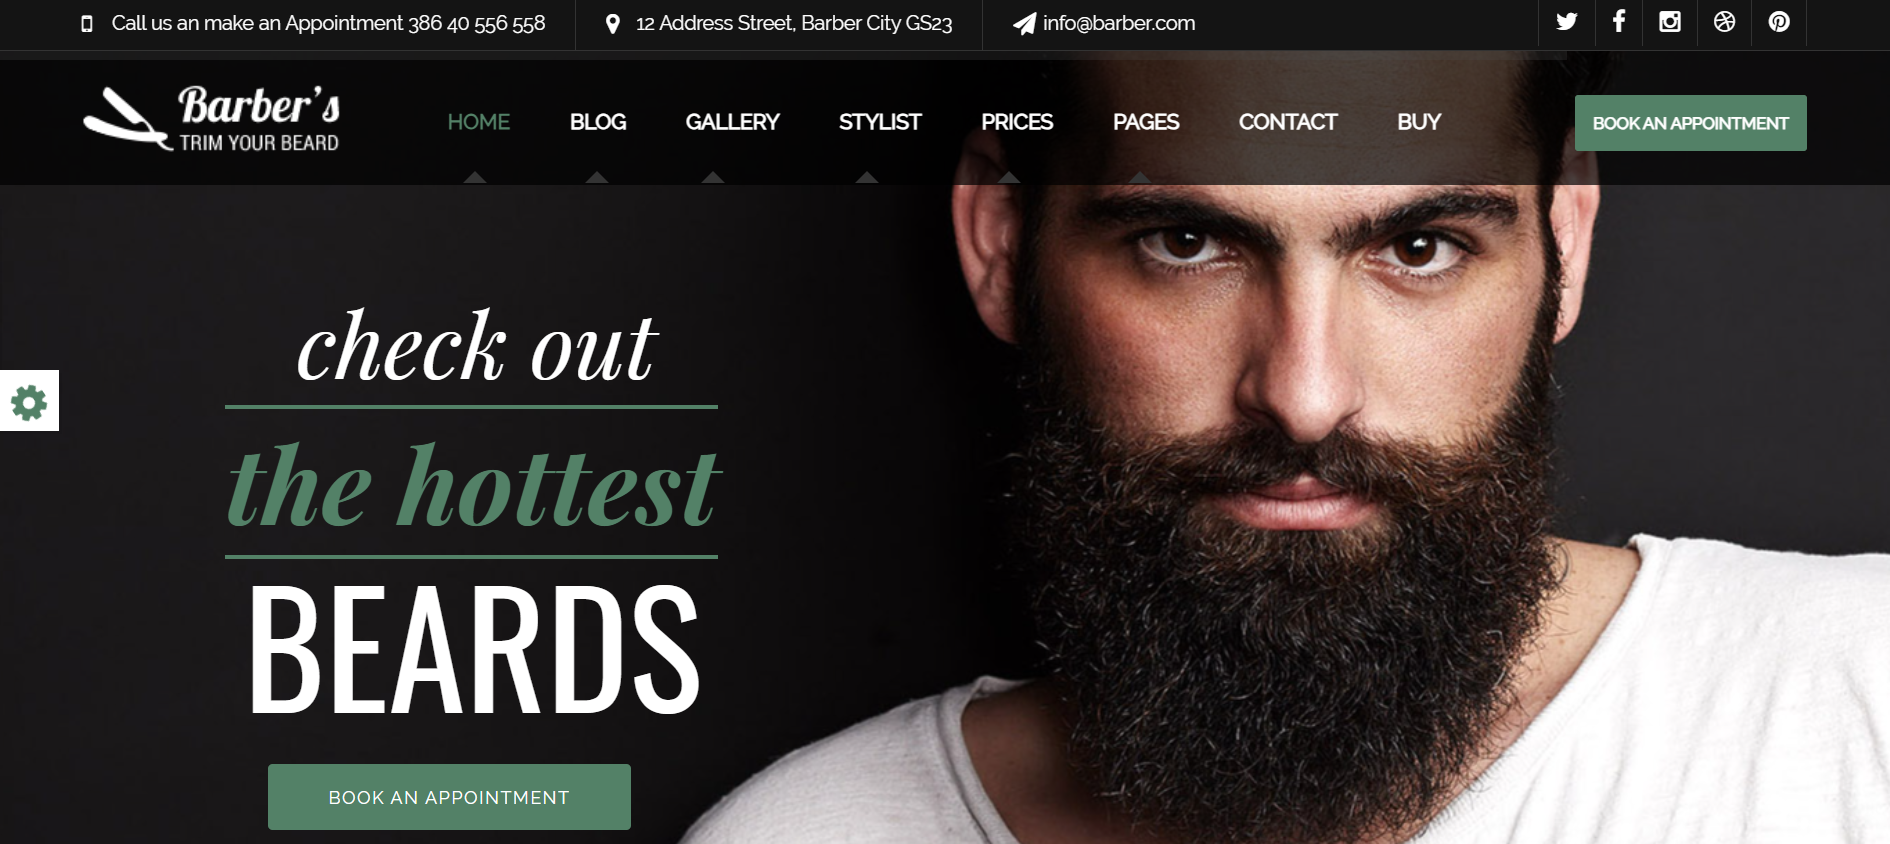 Call us an make an Appointment 386 40 556 558
12 Address Street, Barber City GS23
info@barber.com
Barber's
TRIM YOUR BEARD
HOME
BLOG
GALLERY
STYLIST
PRICES
PAGES
CONTACT
BUY
BOOK AN APPOINTMENT
check out
the hottest
BEARDS
BOOK AN APPOINTMENT